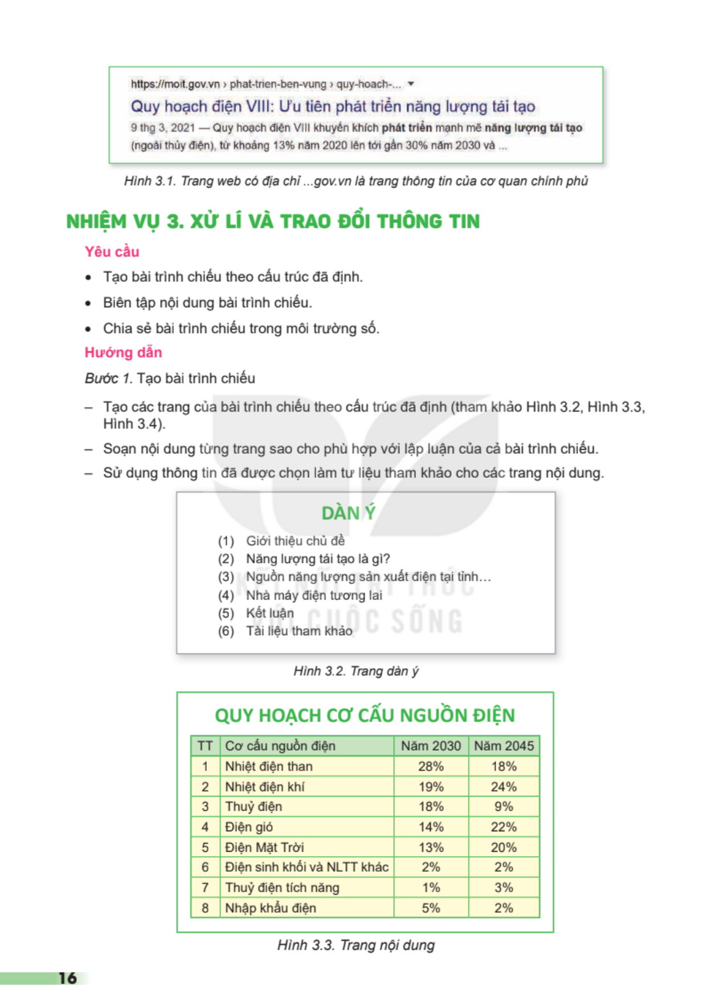 https://moit.gov.vn › phat-trien-ben-vung › quy-hoach-...
Quy hoạch điện VIII: Ưu tiên phát triển năng lượng tái tạo
9 thg 3, 2021 — Quy hoạch điện VIII khuyến khích phát triển mạnh mẽ năng lượng tái tạo
(ngoài thủy điện), từ khoảng 13% năm 2020 lên tới gần 30% năm 2030 và ...
Hình 3.1. Trang web có địa chỉ ...gov.vn là trang thông tin của cơ quan chính phủ
NHIỆM VỤ 3. XỬ LÍ VÀ TRAO ĐỔI THÔNG TIN
Yêu cầu
• Tạo bài trình chiếu theo cấu trúc đã định.
• Biên tập nội dung bài trình chiếu.
• Chia sẻ bài trình chiếu trong môi trường số.
Hướng dẫn
Bước 1. Tạo bài trình chiếu
– Tạo các trang của bài trình chiếu theo cấu trúc đã định (tham khảo Hình 3.2, Hình 3.3,
Hình 3.4).
– Soạn nội dung từng trang sao cho phù hợp với lập luận của cả bài trình chiếu.
– Sử dụng thông tin đã được chọn làm tư liệu tham khảo cho các trang nội dung.
DÀN Ý
(1) Giới thiệu chủ đề
(2) Năng lượng tái tạo là gì?
(3) Nguồn năng lượng sản xuất điện tại tỉnh...
(4) Nhà máy điện tương lai
(5) Kết luận
(6) Tài liệu tham khảo
KẾT NỐI TRI THỨC
VỚI CUỘC SỐNG
Hình 3.2. Trang dàn ý
QUY HOẠCH CƠ CẤU NGUỒN ĐIỆN
TT Cơ cấu nguồn điện Năm 2030 Năm 2045
1 Nhiệt điện than 28% 18%
2 Nhiệt điện khí 19% 24%
3 Thuỷ điện 18% 9%
4 Điện gió 14% 22%
5 Điện Mặt Trời 13% 20%
6 Điện sinh khối và NLTT khác 2% 2%
7 Thuỷ điện tích năng 1% 3%
8 Nhập khẩu điện 5% 2%
Hình 3.3. Trang nội dung
16